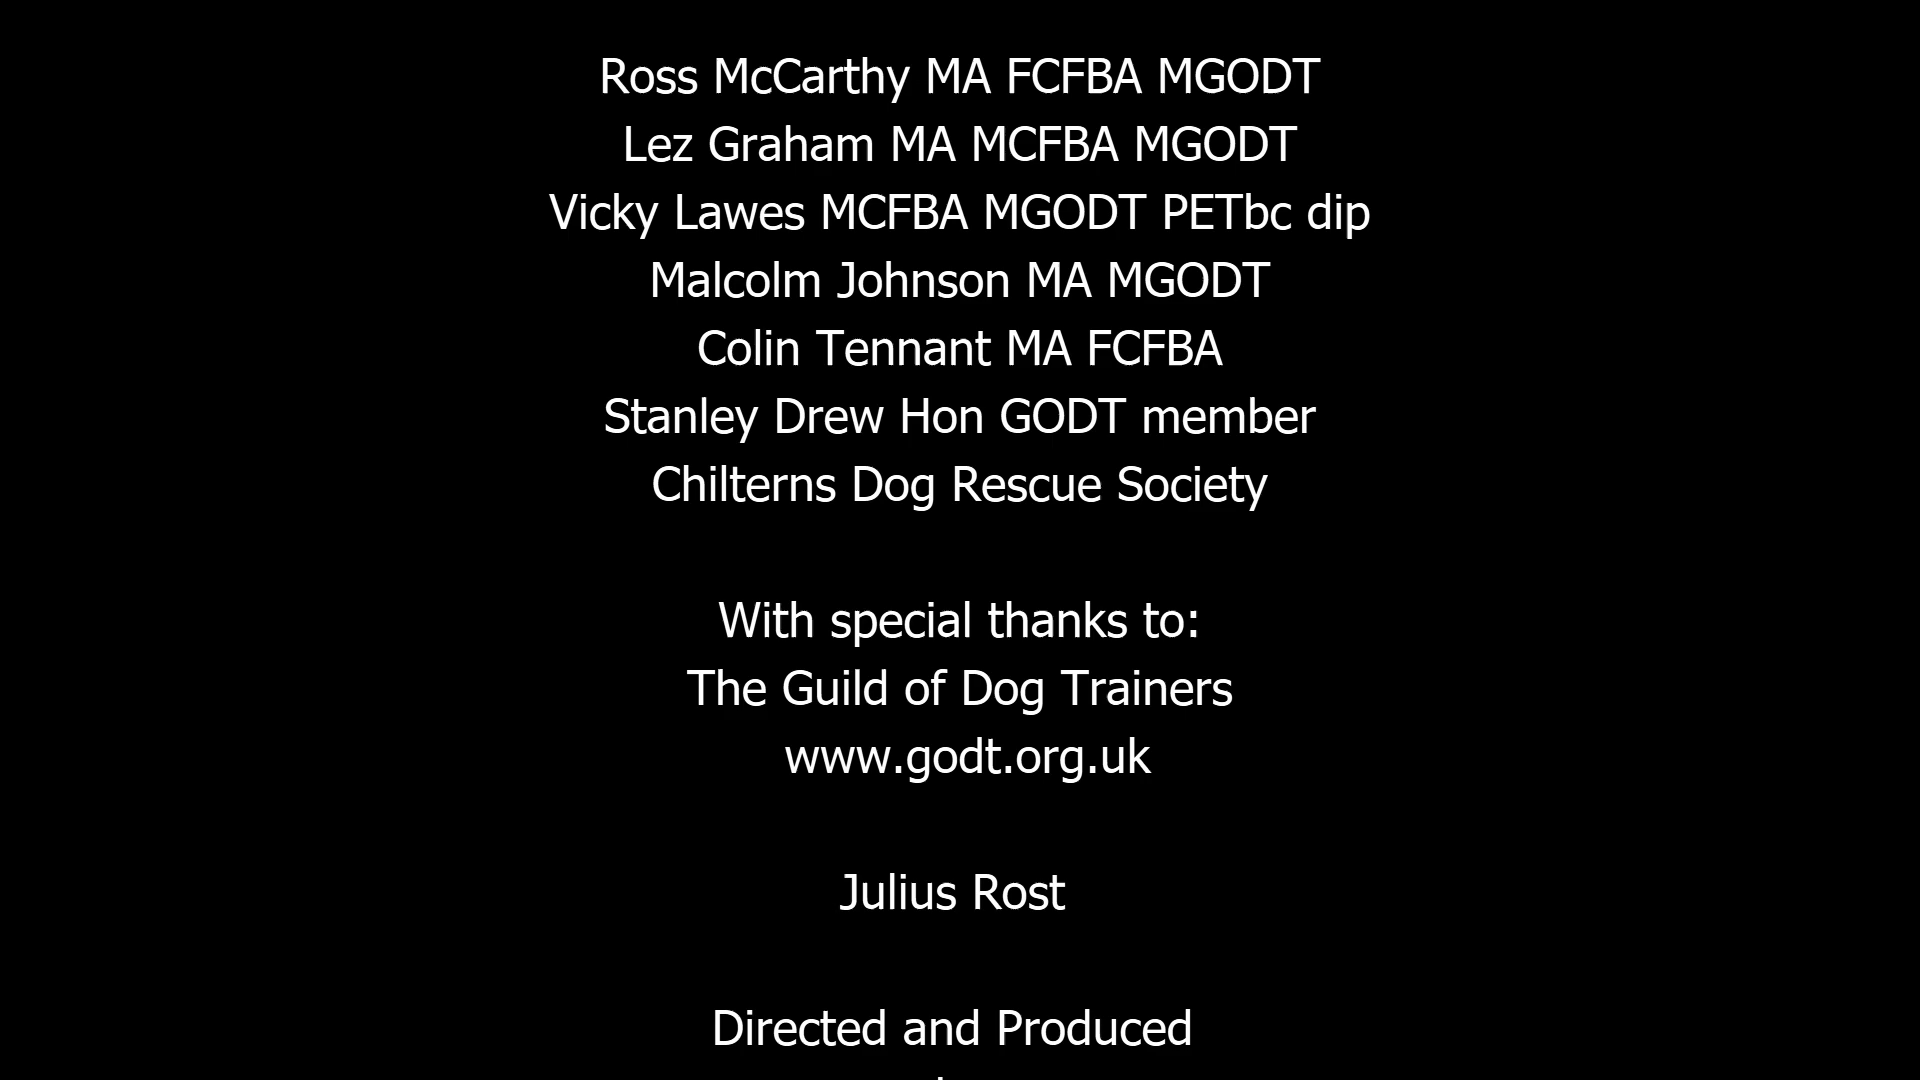 Ross McCarthy MA FCFBA MGODT
Lez Graham MA MCFBA MGODT
Vicky Lawes MCFBA MGODT PETbc dip
Malcolm Johnson MA MGODT
Colin Tennant MA FCFBA
Stanley Drew Hon GODT member
Chilterns Dog Rescue Society
With special thanks to:
The Guild of Dog Trainers
www.godt.org.uk
Julius Rost
Directed and Produced